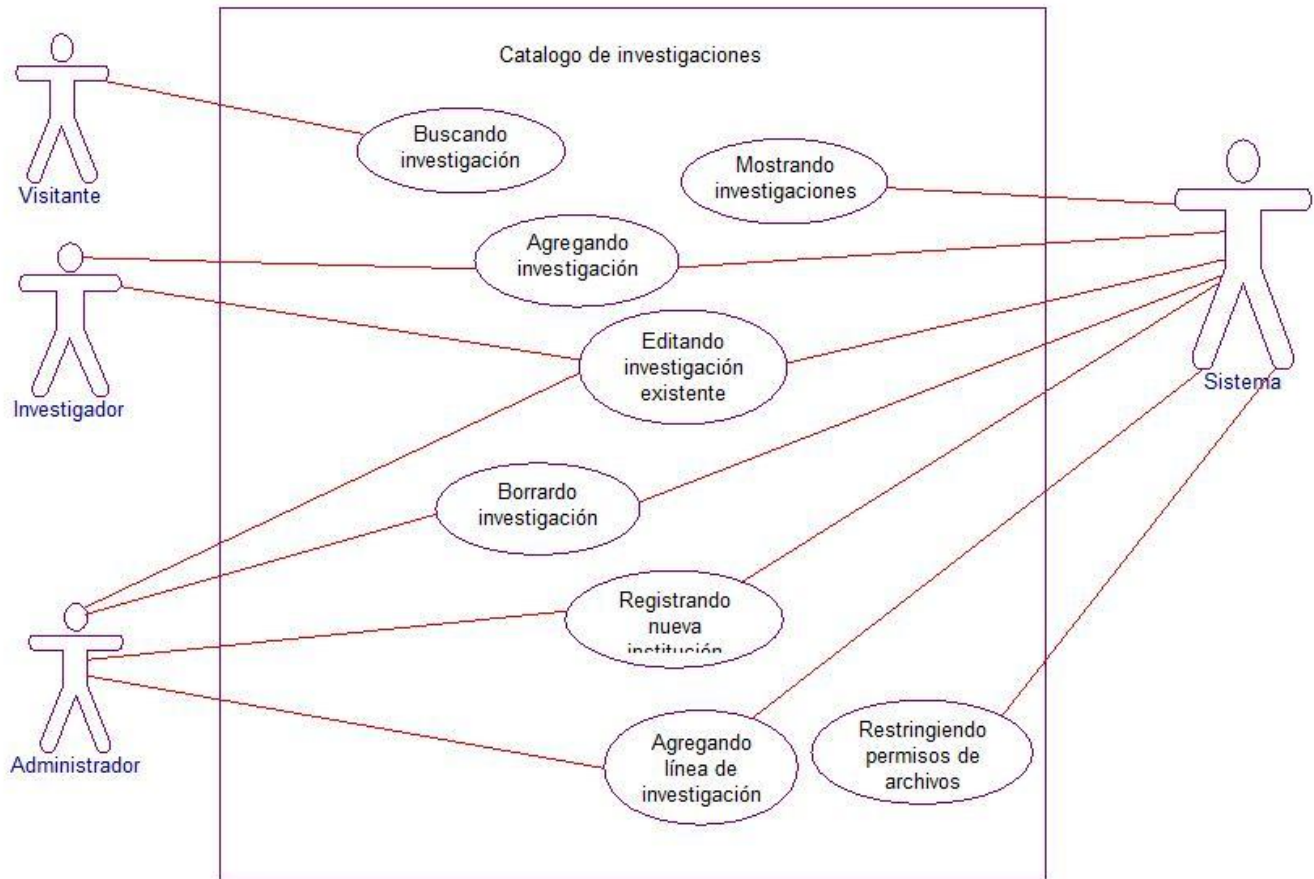 Catalogo de investigaciones
Visitante
Buscando
investigación
Mostrando
investigaciones
Agregando
investigación
Investigador
Editando
investigación
existente
Sistema
Borrardo
investigación
Administrador
Registrando
nueva
institución
Agregando
línea de
investigación
Restringiendo
permisos de
archivos